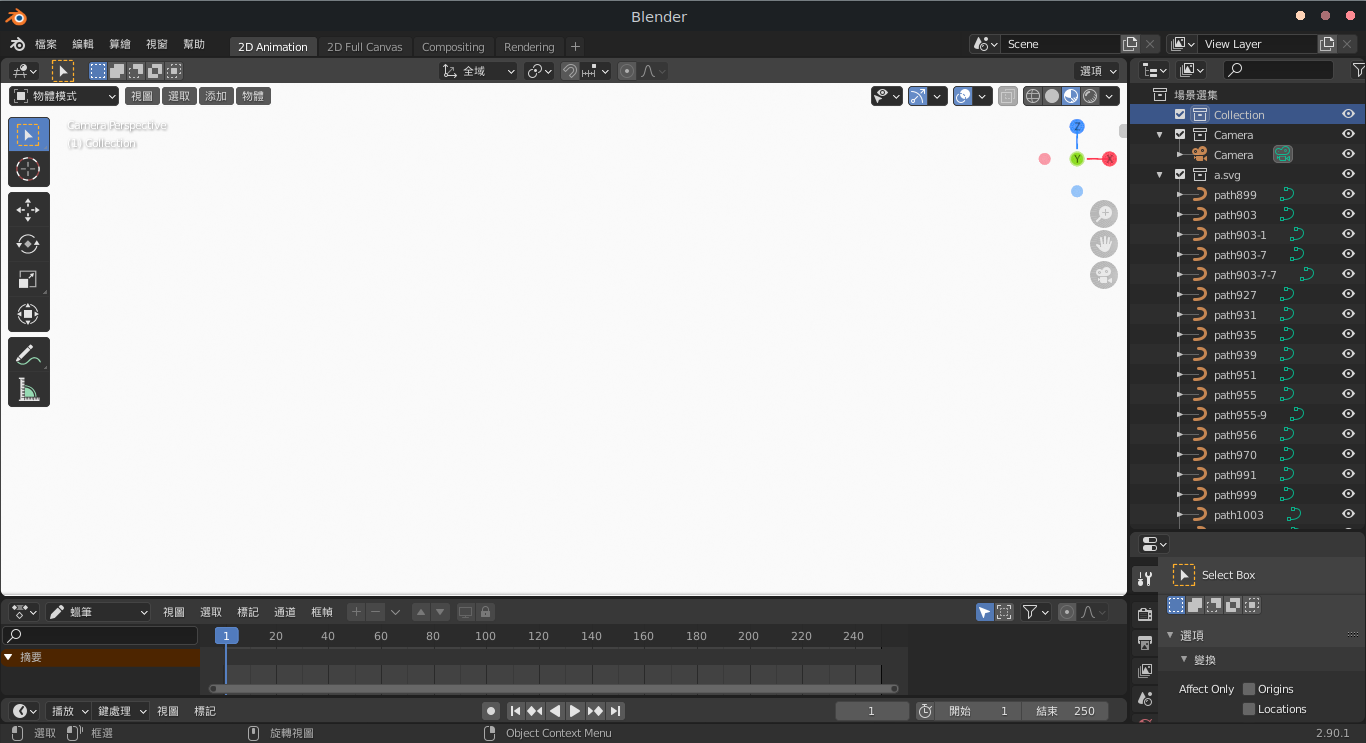 Blender
檔案 編輯 算繪 視窗 幫助 2D Animation 2D Full Canvas Compositing Rendering + Scene View Layer
全域 選項
物體模式 視圖 選取 添加 物體
Camera Perspective
(1) Collection
Z
Y X
場景選集
Collection
Camera
Camera
a.svg
path899
path903
path903-1
path903-7
path903-7-7
path927
path931
path935
path939
path951
path955
path955-9
path956
path970
path991
path999
path1003
Select Box
選項
變換
Affect Only Origins
Locations
蠟筆 視圖 選取 標記 通道 框幀
1 20 40 60 80 100 120 140 160 180 200 220 240
摘要
播放 鍵處理 視圖 標記 1 開始 1 結束 250
選取 框選 旋轉視圖 Object Context Menu 2.90.1